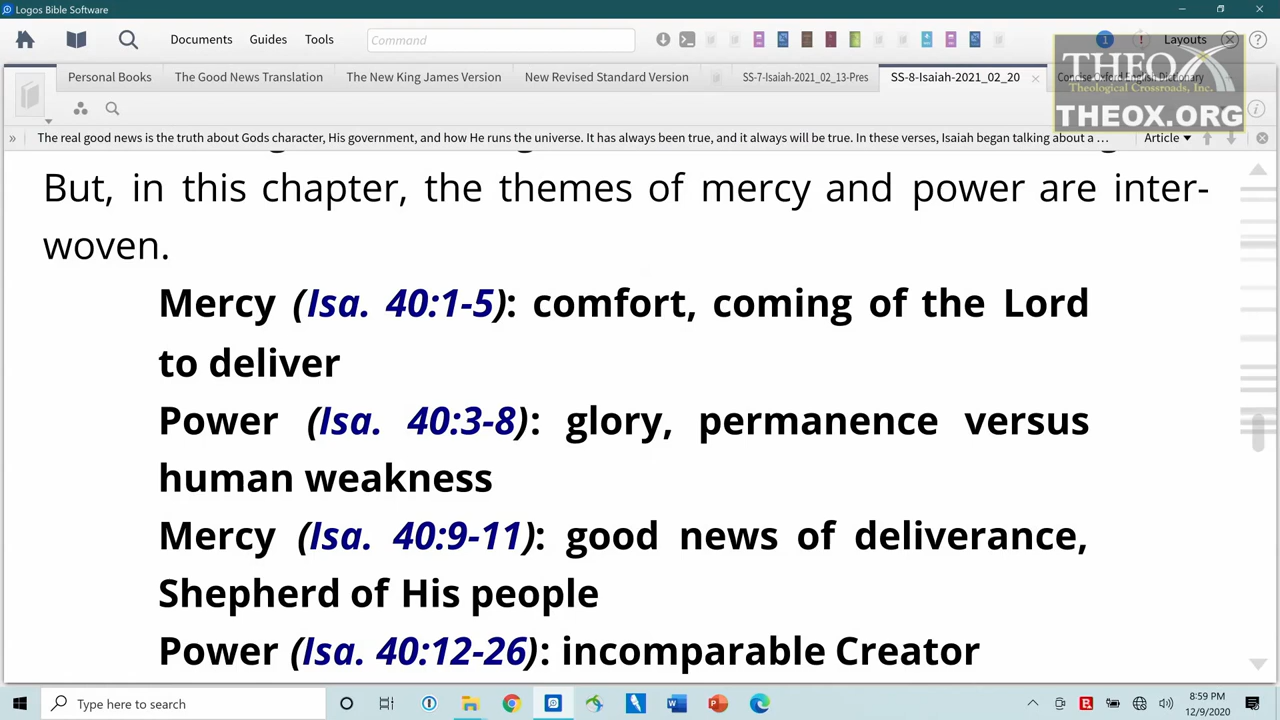 Logos Bible Software
Documents Guides Tools Command Layouts
THEOX
Theological Crossroads, Inc.
THEOX.ORG
Personal Books The Good News Translation The New King James Version New Revised Standard Version SS-7-Isaiah-2021_02_13-Pres SS-8-Isaiah-2021_02_20 Concise Oxford English Dictionary
» The real good news is the truth about Gods character, His government, and how He runs the universe. It has always been true, and it always will be true. In these verses, Isaiah began talking about a ... Article
But, in this chapter, the themes of mercy and power are inter-
woven.
Mercy (Isa. 40:1-5): comfort, coming of the Lord
to deliver
Power (Isa. 40:3-8): glory, permanence versus
human weakness
Mercy (Isa. 40:9-11): good news of deliverance,
Shepherd of His people
Power (Isa. 40:12-26): incomparable Creator
Type here to search
8:59 PM
12/9/2020